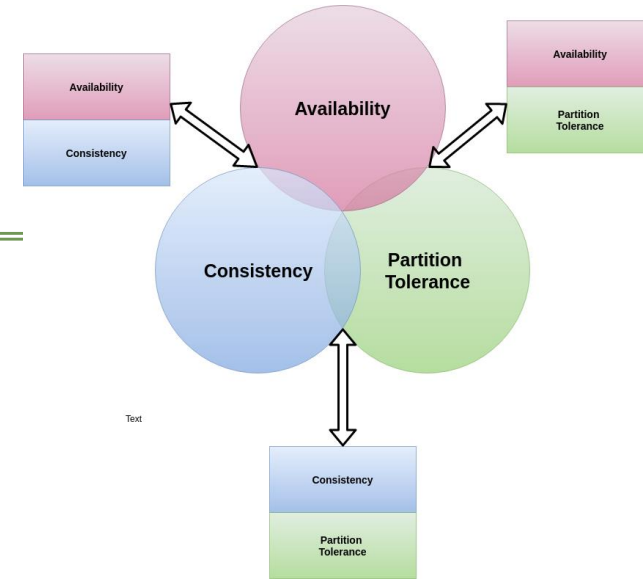 Availability
Availability
Availability
Partition
Tolerance
Consistency
Consistency
Partition
Tolerance
Text
Consistency
Partition
Tolerance